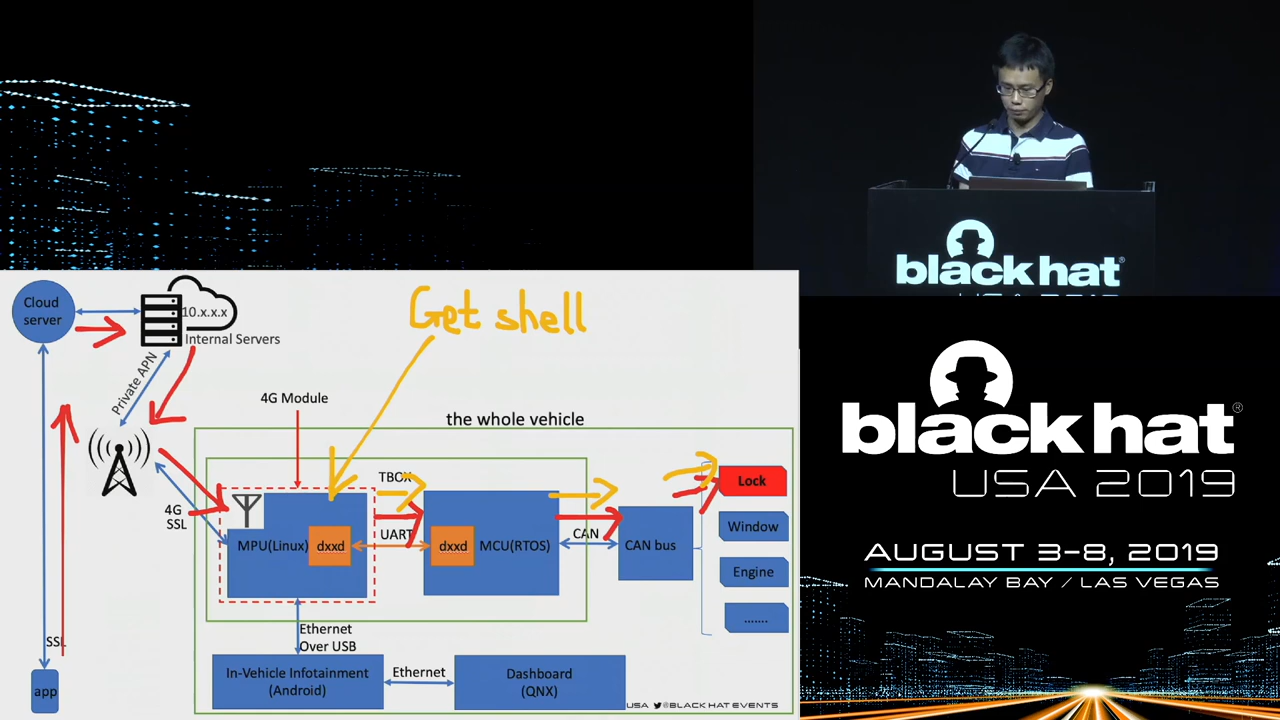 black hat®
Cloud
server
10.x.x.x
Internal Servers
Get shell
Private APN
4G Module
the whole vehicle
TBOX
4G
SSL
MPU(Linux)
dxxd
UART
dxxd
MCU(RTOS)
CAN
CAN bus
Lock
Window
Engine
.......
SSL
app
Ethernet
Over USB
In-Vehicle Infotainment
(Android)
Ethernet
Dashboard
(QNX)
USA @BLACK HAT EVENTS
black hat®
USA 2019
AUGUST 3-8, 2019
MANDALAY BAY / LAS VEGAS